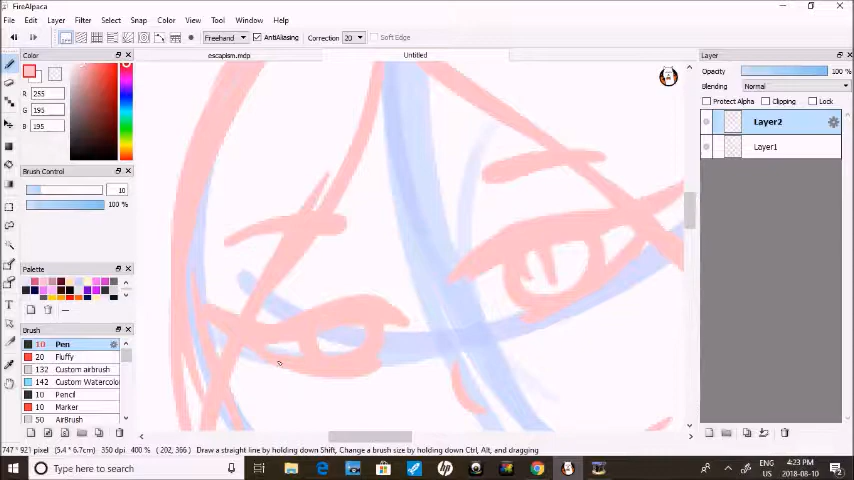 FireAlpaca
File Edit Layer Filter Select Snap Color View Tool Window Help
Freehand AntiAliasing Correction 20 Soft Edge
Color
escapism.mdp
Untitled
Layer
R 255
G 195
B 195
Opacity 100 %
Blending Normal
Protect Alpha Clipping Lock
Layer2
Layer1
Brush Control
10
100 %
Palette
Brush
10 Pen
20 Fluffy
132 Custom airbrush
142 Custom Watercolo
10 Pencil
10 Marker
50 AirBrush
747 * 921 pixel (5.4 * 6.7cm) 350 dpi 400 % ( 202, 366 ) Draw a straight line by holding down Shift, Change a brush size by holding down Ctrl, Alt, and dragging
Type here to search
hp
ENG
US
4:23 PM
2018-08-10
2